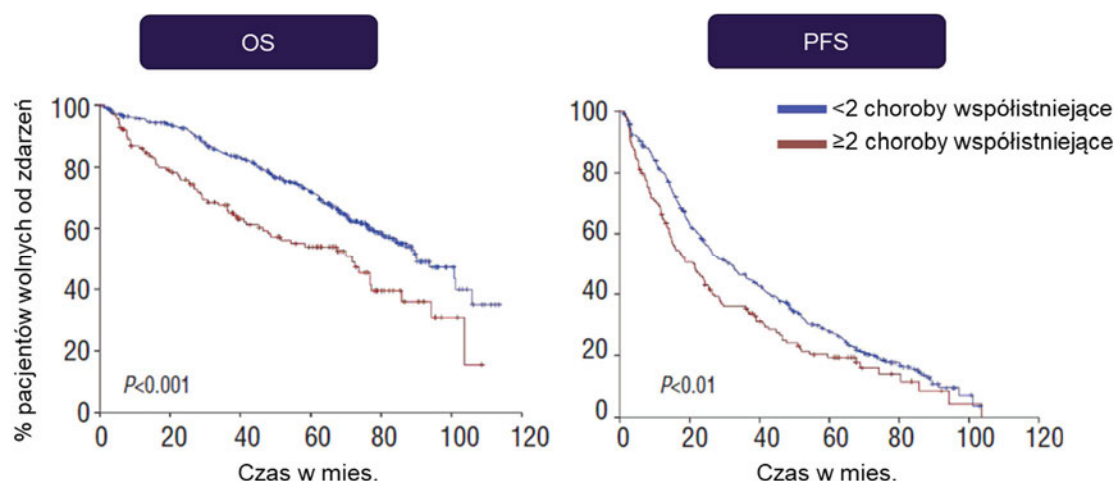 OS
PFS
% pacjentów wolnych od zdarzeń
100
80
60
40
20
0
P<0.001
0 20 40 60 80 100 120
Czas w mies.
<2 choroby współistniejące
≥2 choroby współistniejące
100
80
60
40
20
0
P<0.01
0 20 40 60 80 100 120
Czas w mies.